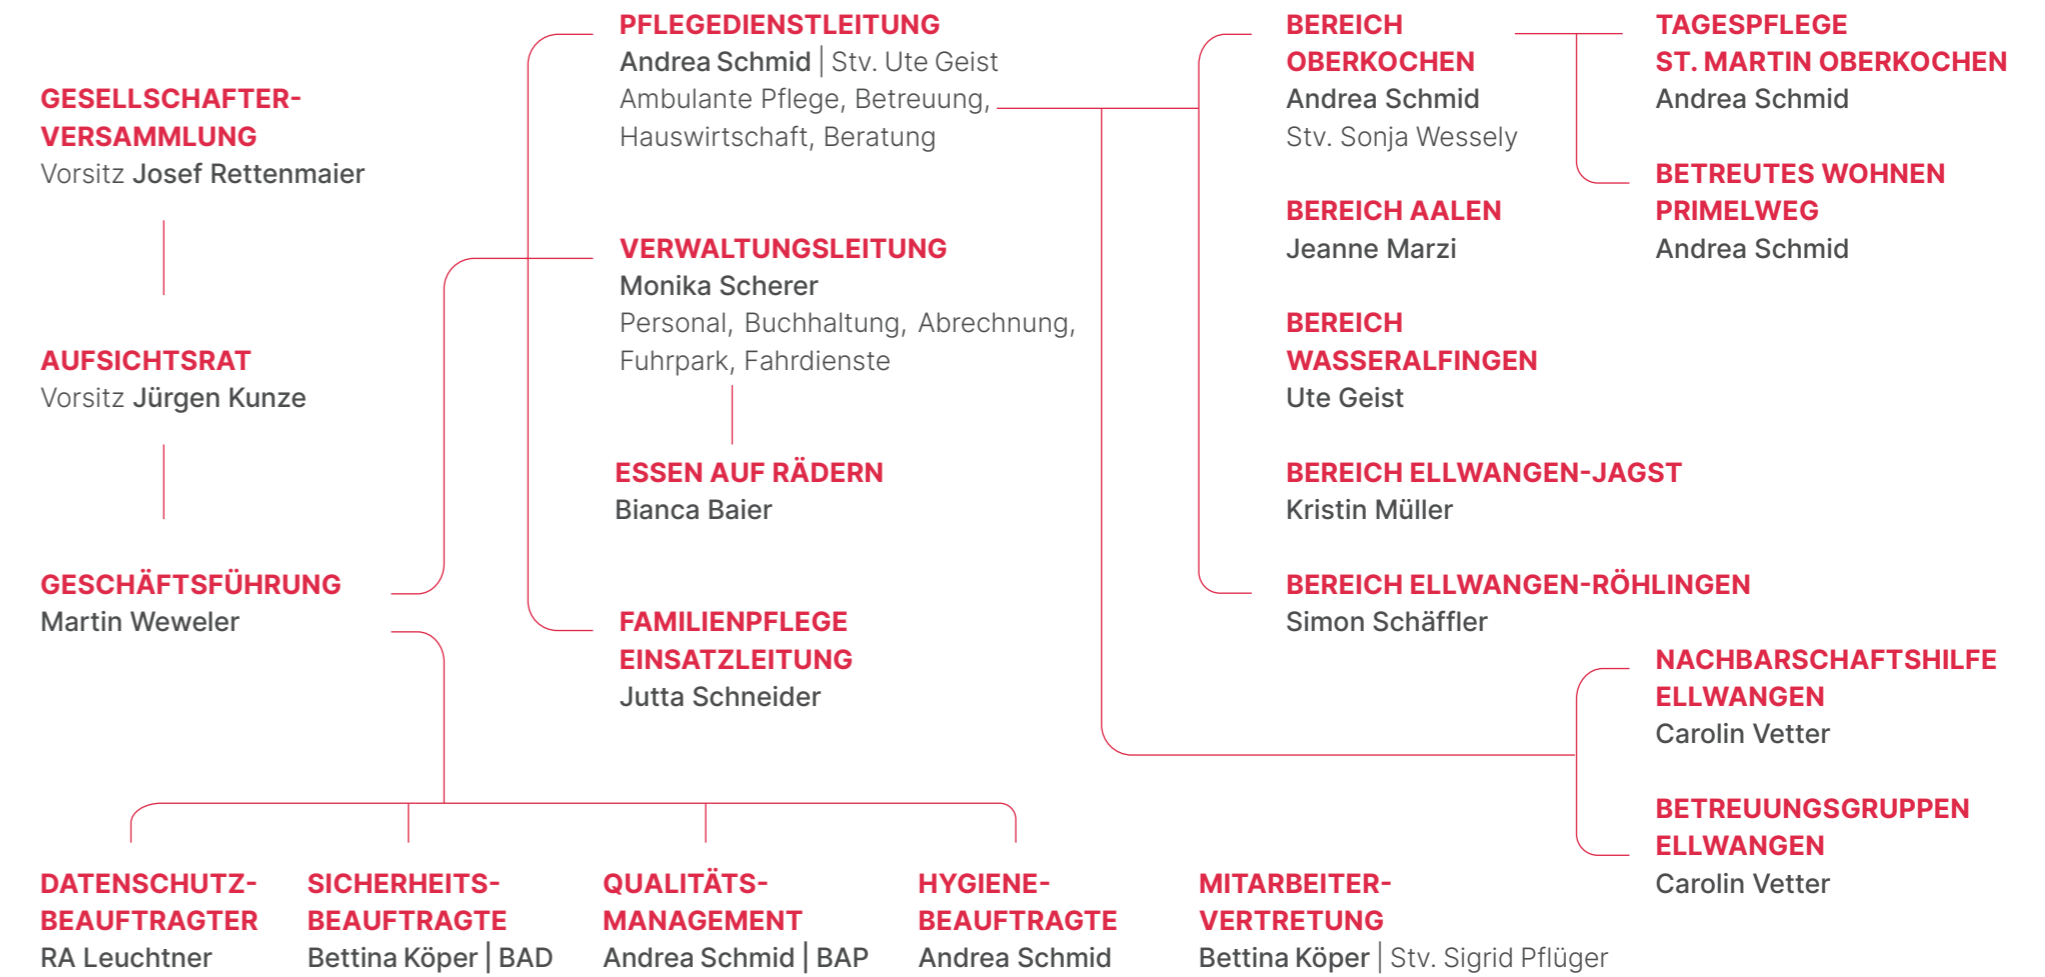 GESELLSCHAFTER-
VERSAMMLUNG
Vorsitz Josef Rettenmaier
AUFSICHTSRAT
Vorsitz Jürgen Kunze
GESCHÄFTSFÜHRUNG
Martin Weweler
PFLEGEDIENSTLEITUNG
Andrea Schmid | Stv. Ute Geist
Ambulante Pflege, Betreuung,
Hauswirtschaft, Beratung
VERWALTUNGSLEITUNG
Monika Scherer
Personal, Buchhaltung, Abrechnung,
Fuhrpark, Fahrdienste
ESSEN AUF RÄDERN
Bianca Baier
FAMILIENPFLEGE
EINSATZLEITUNG
Jutta Schneider
BEREICH
OBERKOCHEN
Andrea Schmid
Stv. Sonja Wessely
BEREICH AALEN
Jeanne Marzi
BEREICH
WASSERALFINGEN
Ute Geist
BEREICH ELLWANGEN-JAGST
Kristin Müller
BEREICH ELLWANGEN-RÖHLINGEN
Simon Schäffler
TAGESPFLEGE
ST. MARTIN OBERKOCHEN
Andrea Schmid
BETREUTES WOHNEN
PRIMELWEG
Andrea Schmid
NACHBARSCHAFTSHILFE
ELLWANGEN
Carolin Vetter
BETREUUNGSGRUPPEN
ELLWANGEN
Carolin Vetter
DATENSCHUTZ-
BEAUFTRAGTER
RA Leuchtner
SICHERHEITS-
BEAUFTRAGTE
Bettina Köper | BAD
QUALITÄTS-
MANAGEMENT
Andrea Schmid | BAP
HYGIENE-
BEAUFTRAGTE
Andrea Schmid
MITARBEITER-
VERTRETUNG
Bettina Köper | Stv. Sigrid Pflüger